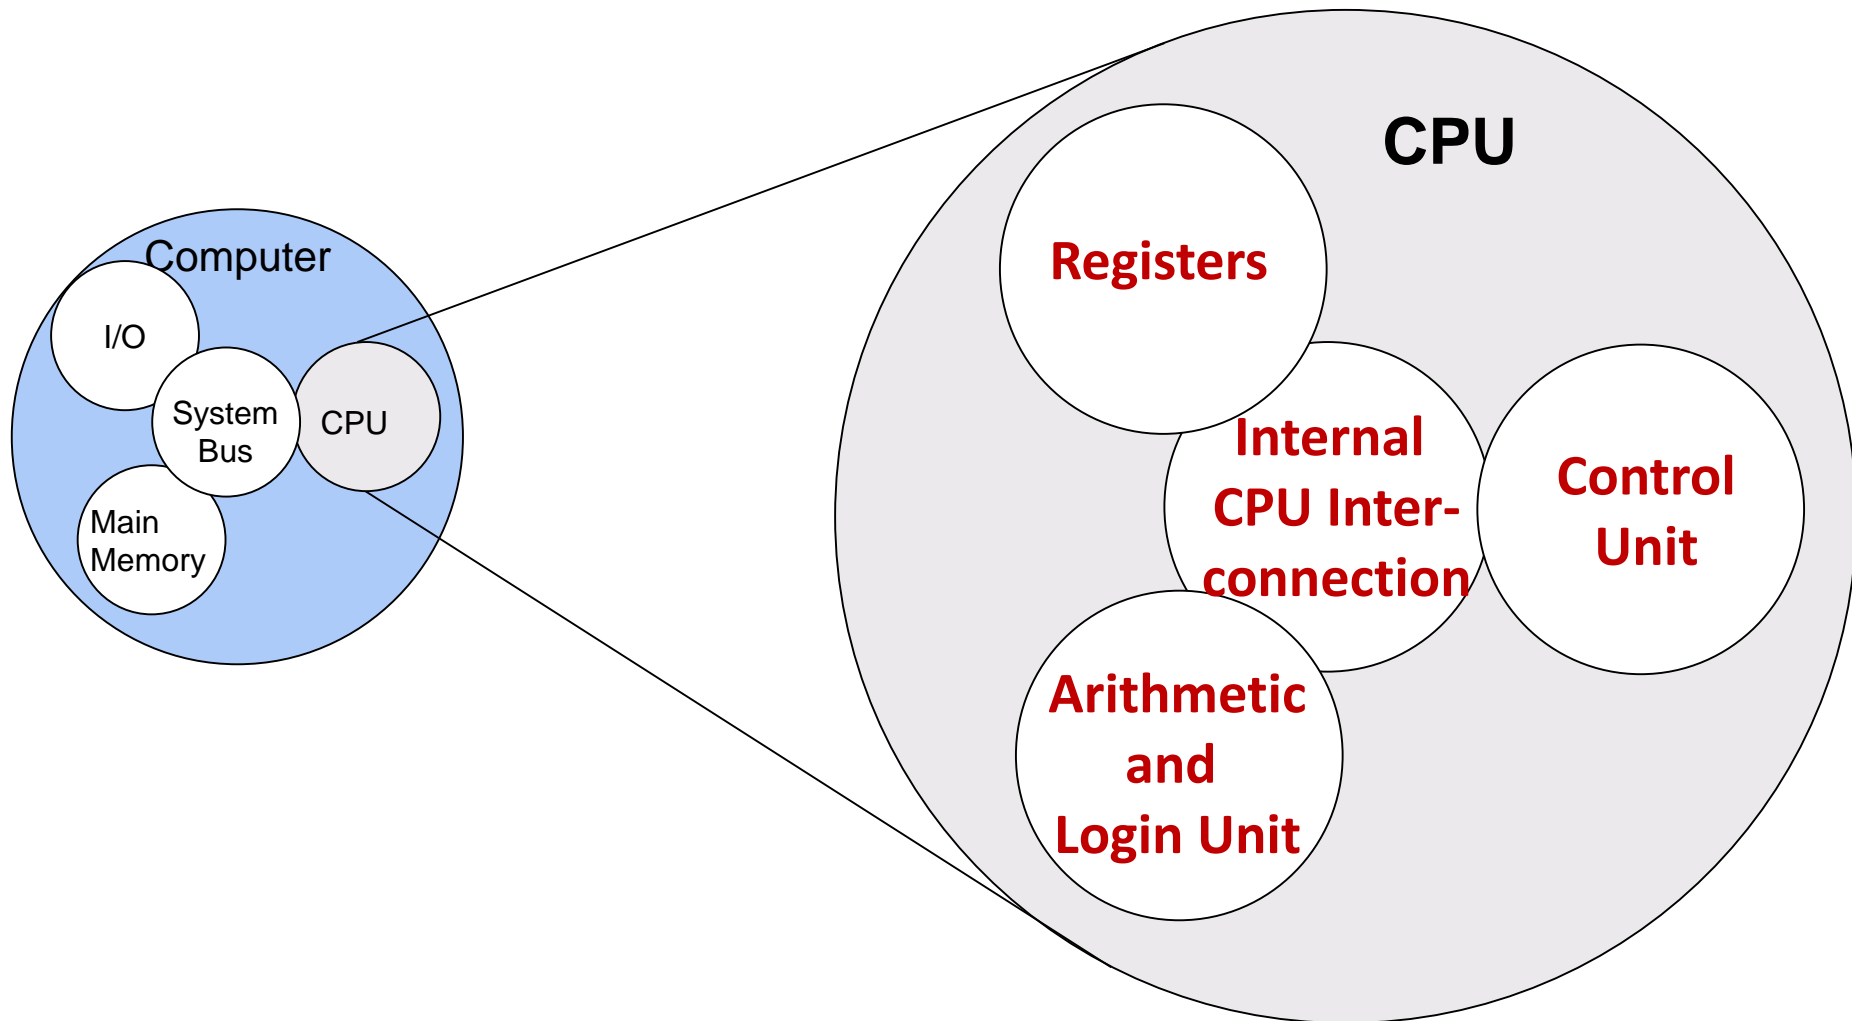 Computer
I/O
System
Bus
CPU
Main
Memory
CPU
Registers
Internal
CPU Inter-
connection
Control
Unit
Arithmetic
and
Login Unit